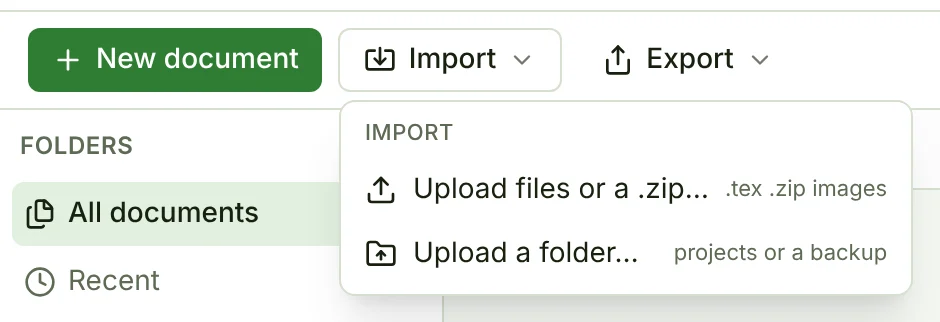 New document
Import
Export
FOLDERS
IMPORT
Upload files or a .zip... .tex .zip images
All documents
Upload a folder... projects or a backup
Recent